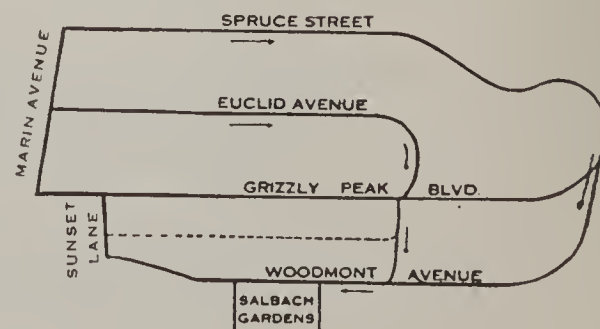 SPRUCE STREET
MARIN AVENUE
EUCLID AVENUE
GRIZZLY PEAK BLVD.
SUNSET
LANE
WOODMONT AVENUE
SALBACH
GARDENS